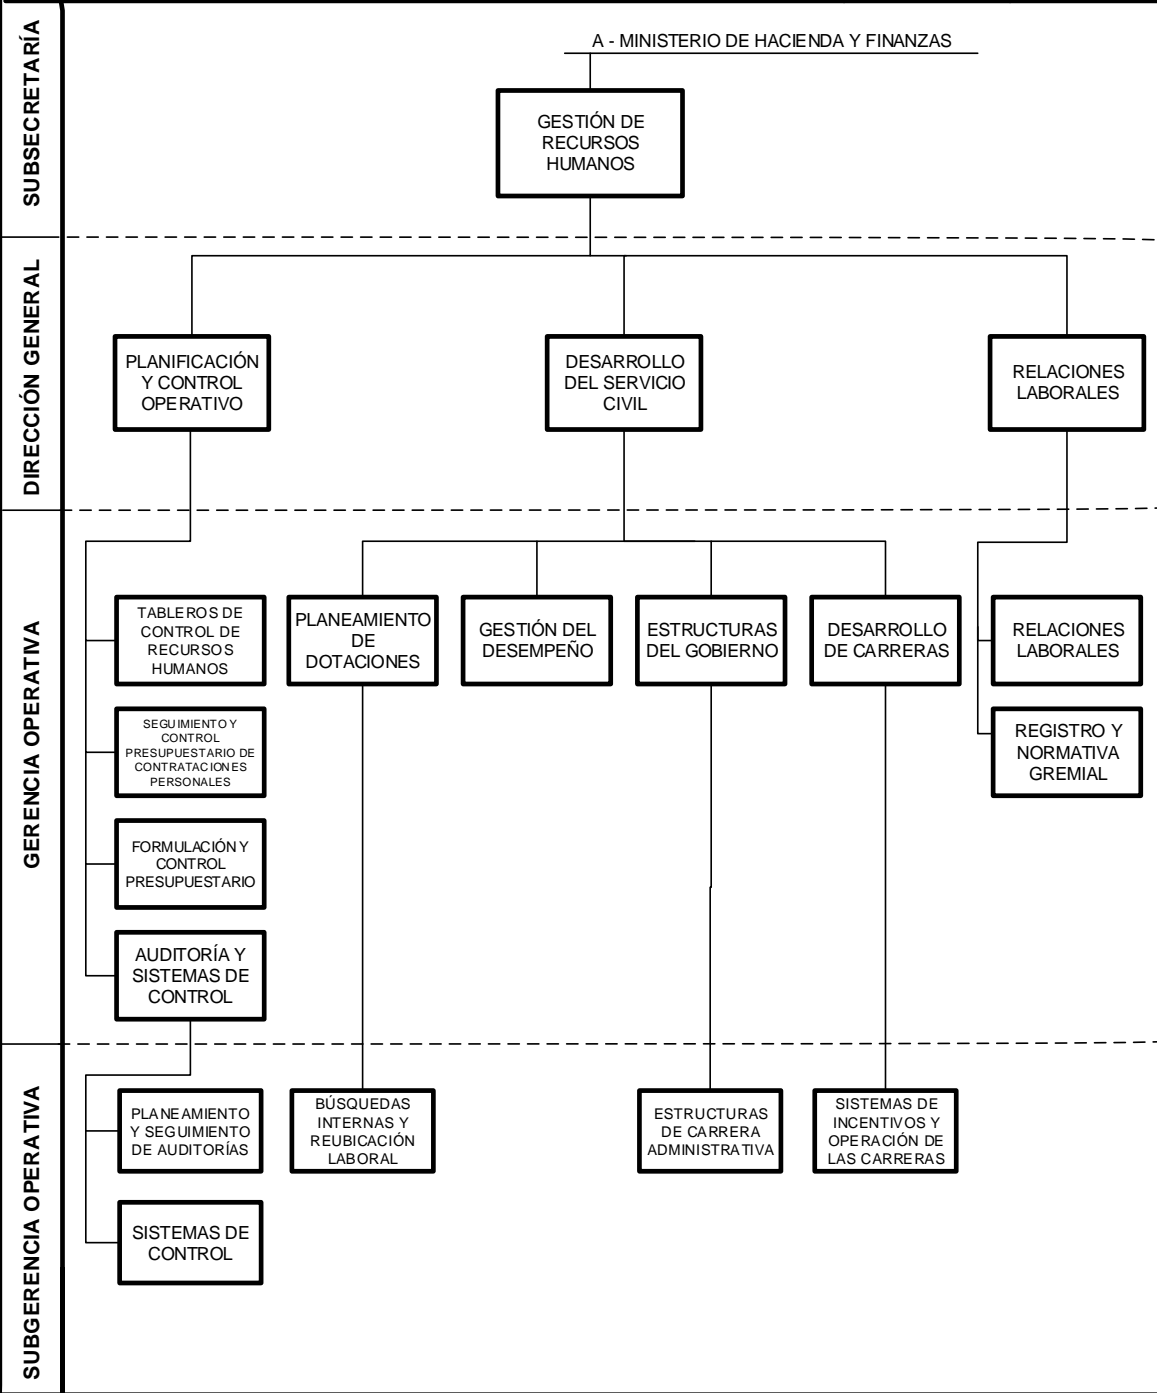 SUBSECRETARÍA
A - MINISTERIO DE HACIENDA Y FINANZAS
GESTIÓN DE
RECURSOS
HUMANOS
DIRECCIÓN GENERAL
PLANIFICACIÓN
Y CONTROL
OPERATIVO
DESARROLLO
DEL SERVICIO
CIVIL
RELACIONES
LABORALES
GERENCIA OPERATIVA
TABLEROS DE
CONTROL DE
RECURSOS
HUMANOS
PLANEAMIENTO
DE
DOTACIONES
GESTIÓN DEL
DESEMPEÑO
ESTRUCTURAS
DEL GOBIERNO
DESARROLLO
DE CARRERAS
RELACIONES
LABORALES
SEGUIMIENTO Y
CONTROL
PRESUPUESTARIO DE
CONTRATACIONES
PERSONALES
REGISTRO Y
NORMATIVA
GREMIAL
FORMULACIÓN Y
CONTROL
PRESUPUESTARIO
AUDITORÍA Y
SISTEMAS DE
CONTROL
SUBGERENCIA OPERATIVA
PLANEAMIENTO
Y SEGUIMIENTO
DE AUDITORÍAS
BÚSQUEDAS
INTERNAS Y
REUBICACIÓN
LABORAL
ESTRUCTURAS
DE CARRERA
ADMINISTRATIVA
SISTEMAS DE
INCENTIVOS Y
OPERACIÓN DE
LAS CARRERAS
SISTEMAS DE
CONTROL